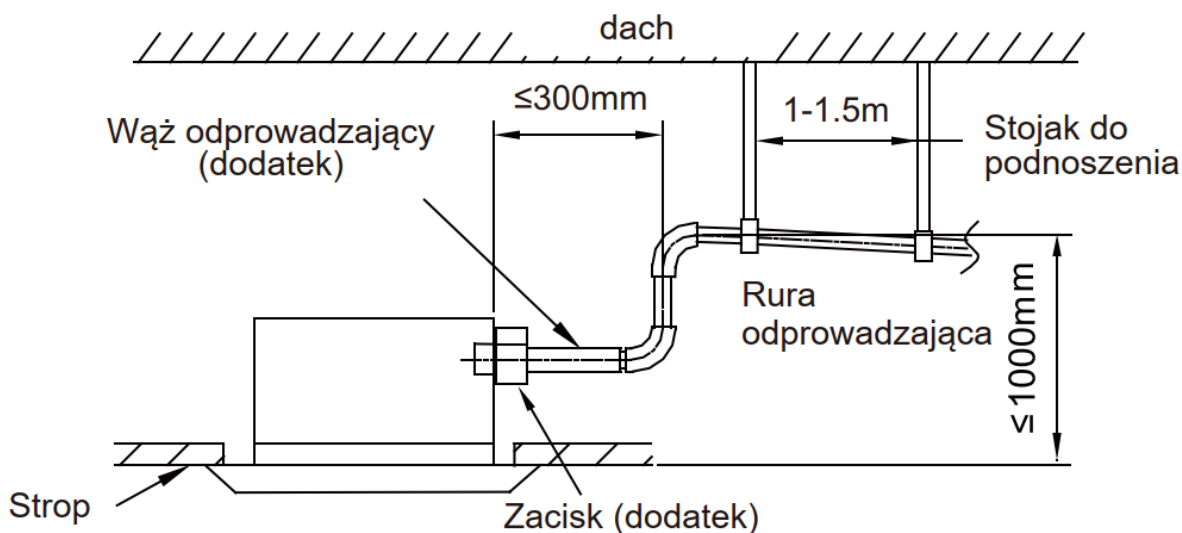 dach
≤300mm
1-1.5m
Wąż odprowadzający
(dodatek)
Stojak do
podnoszenia
Rura
odprowadzająca
≤1000mm
Strop
Zacisk (dodatek)